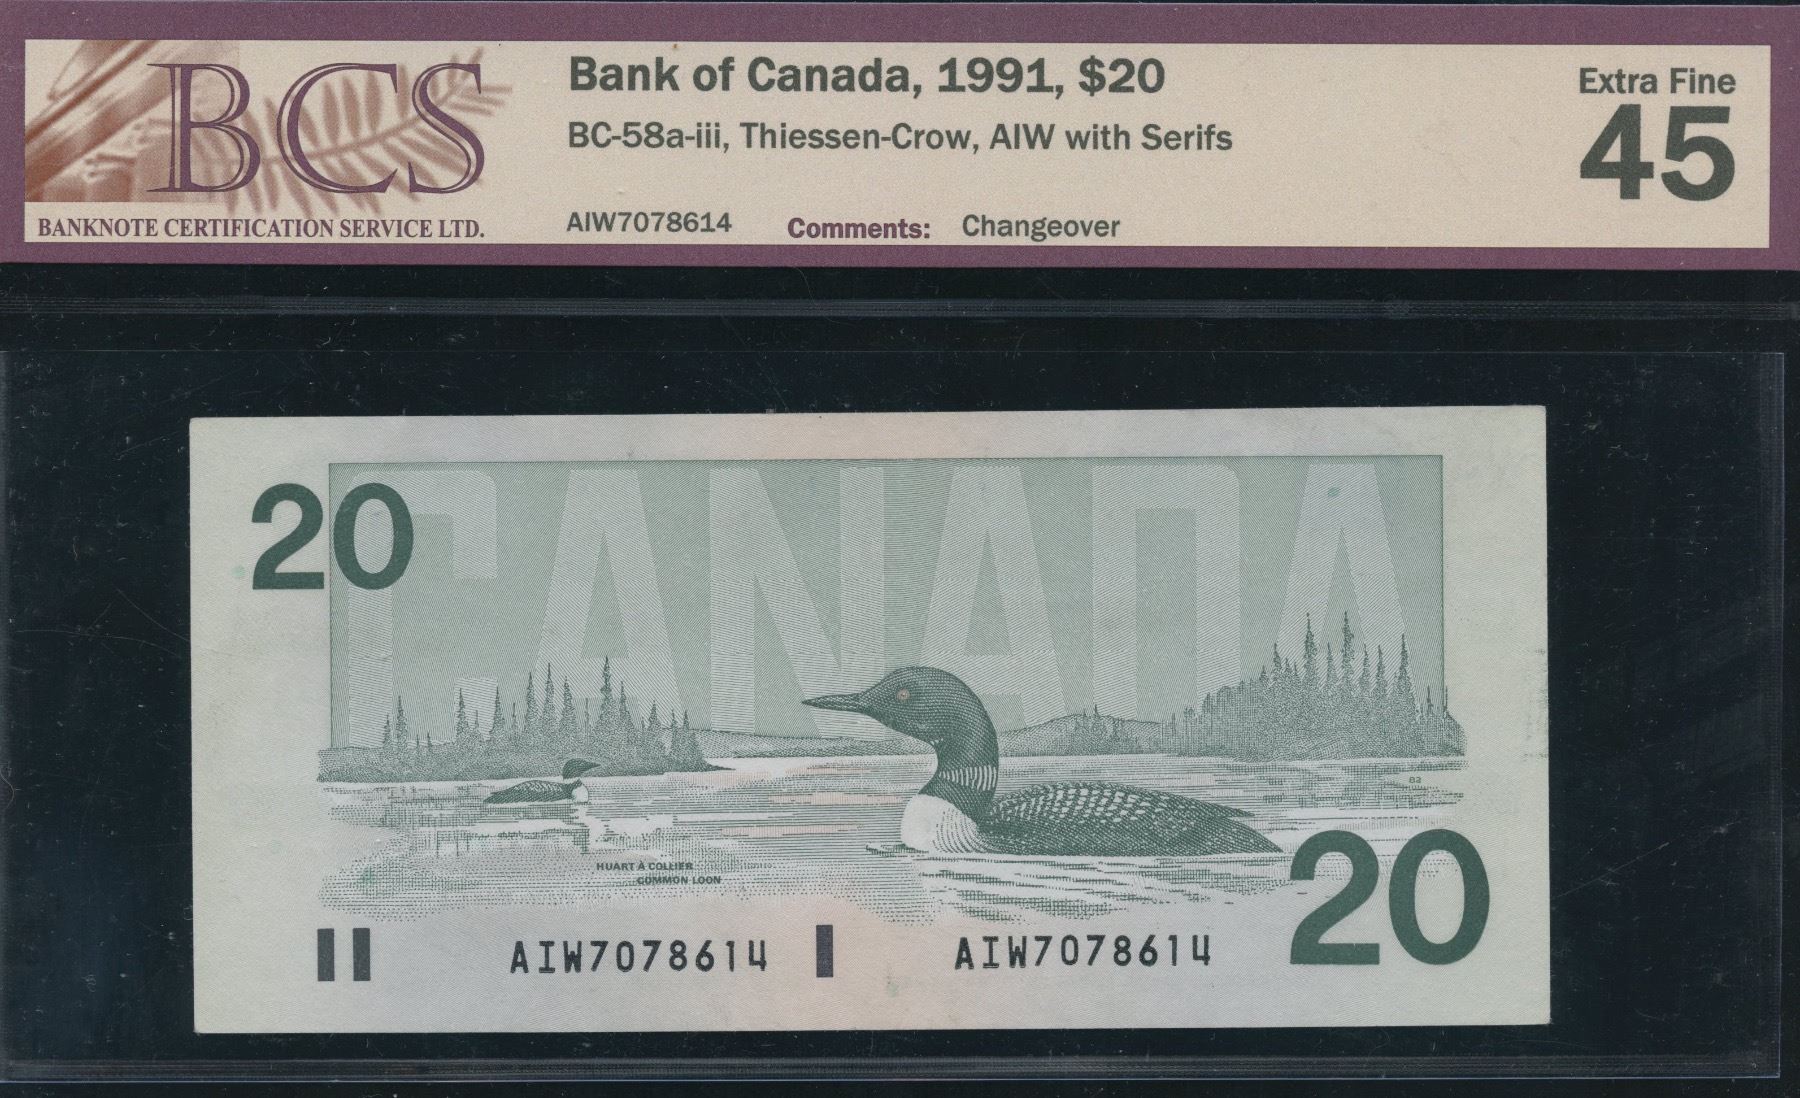 BCS
BANKNOTE CERTIFICATION SERVICE LTD.
Bank of Canada, 1991, $20
BC-58a-iii, Thiessen-Crow, AIW with Serifs
AIW7078614 Comments: Changeover
Extra Fine
45
CANADA
20
82
HUART À COLLIER
COMMON LOON
AIW7078614 AIW7078614
20